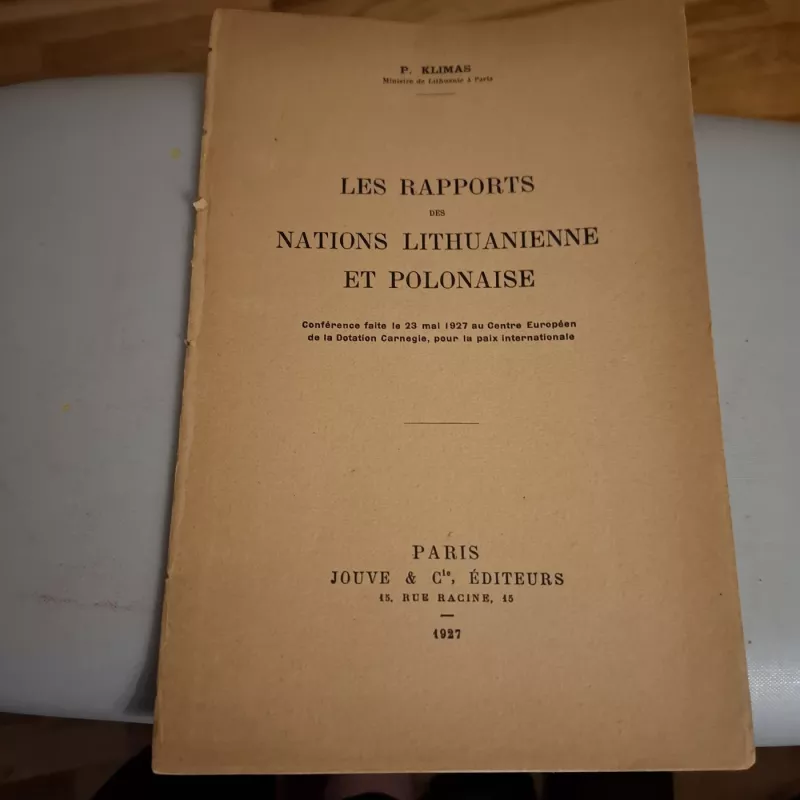 P. KLIMAS
Ministre de Lithuanie à Paris
LES RAPPORTS
DES
NATIONS LITHUANIENNE
ET POLONAISE
Conférence faite le 23 mai 1927 au Centre Européen
de la Dotation Carnegie, pour la paix internationale
PARIS
JOUVE & Cie, ÉDITEURS
15, RUE RACINE, 15
1927